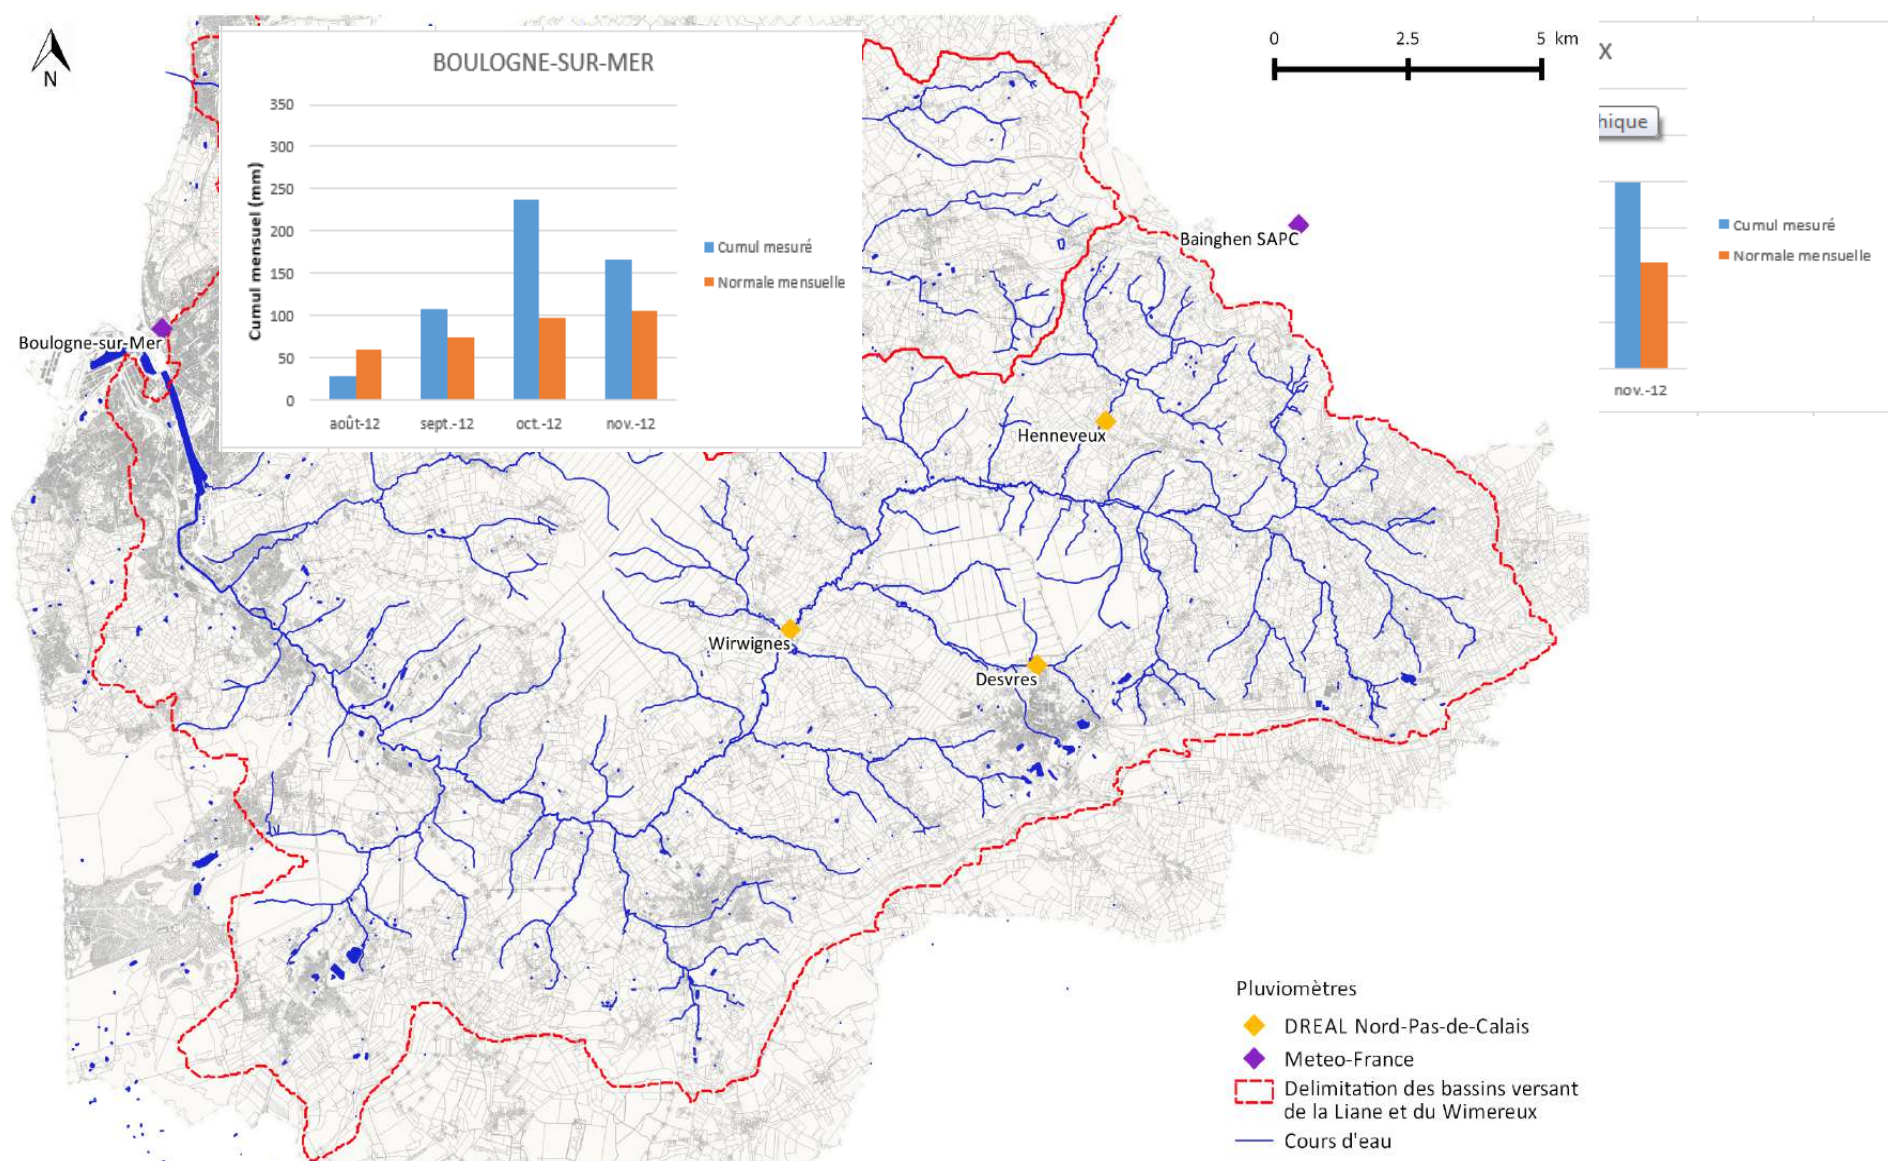 N
BOULOGNE-SUR-MER
Cumul mensuel (mm)
350
300
250
200
150
100
50
0
août-12
sept.-12
oct.-12
nov.-12
Cumul mesuré
Normale mensuelle
0
2.5
5 km
X
hique
Cumul mesuré
Normale mensuelle
nov.-12
Bainghen SAPC
Boulogne-sur-Mer
Henneveux
Wirwignes
Desvres
Pluviomètres
DREAL Nord-Pas-de-Calais
Meteo-France
Delimitation des bassins versant
de la Liane et du Wimereux
Cours d'eau